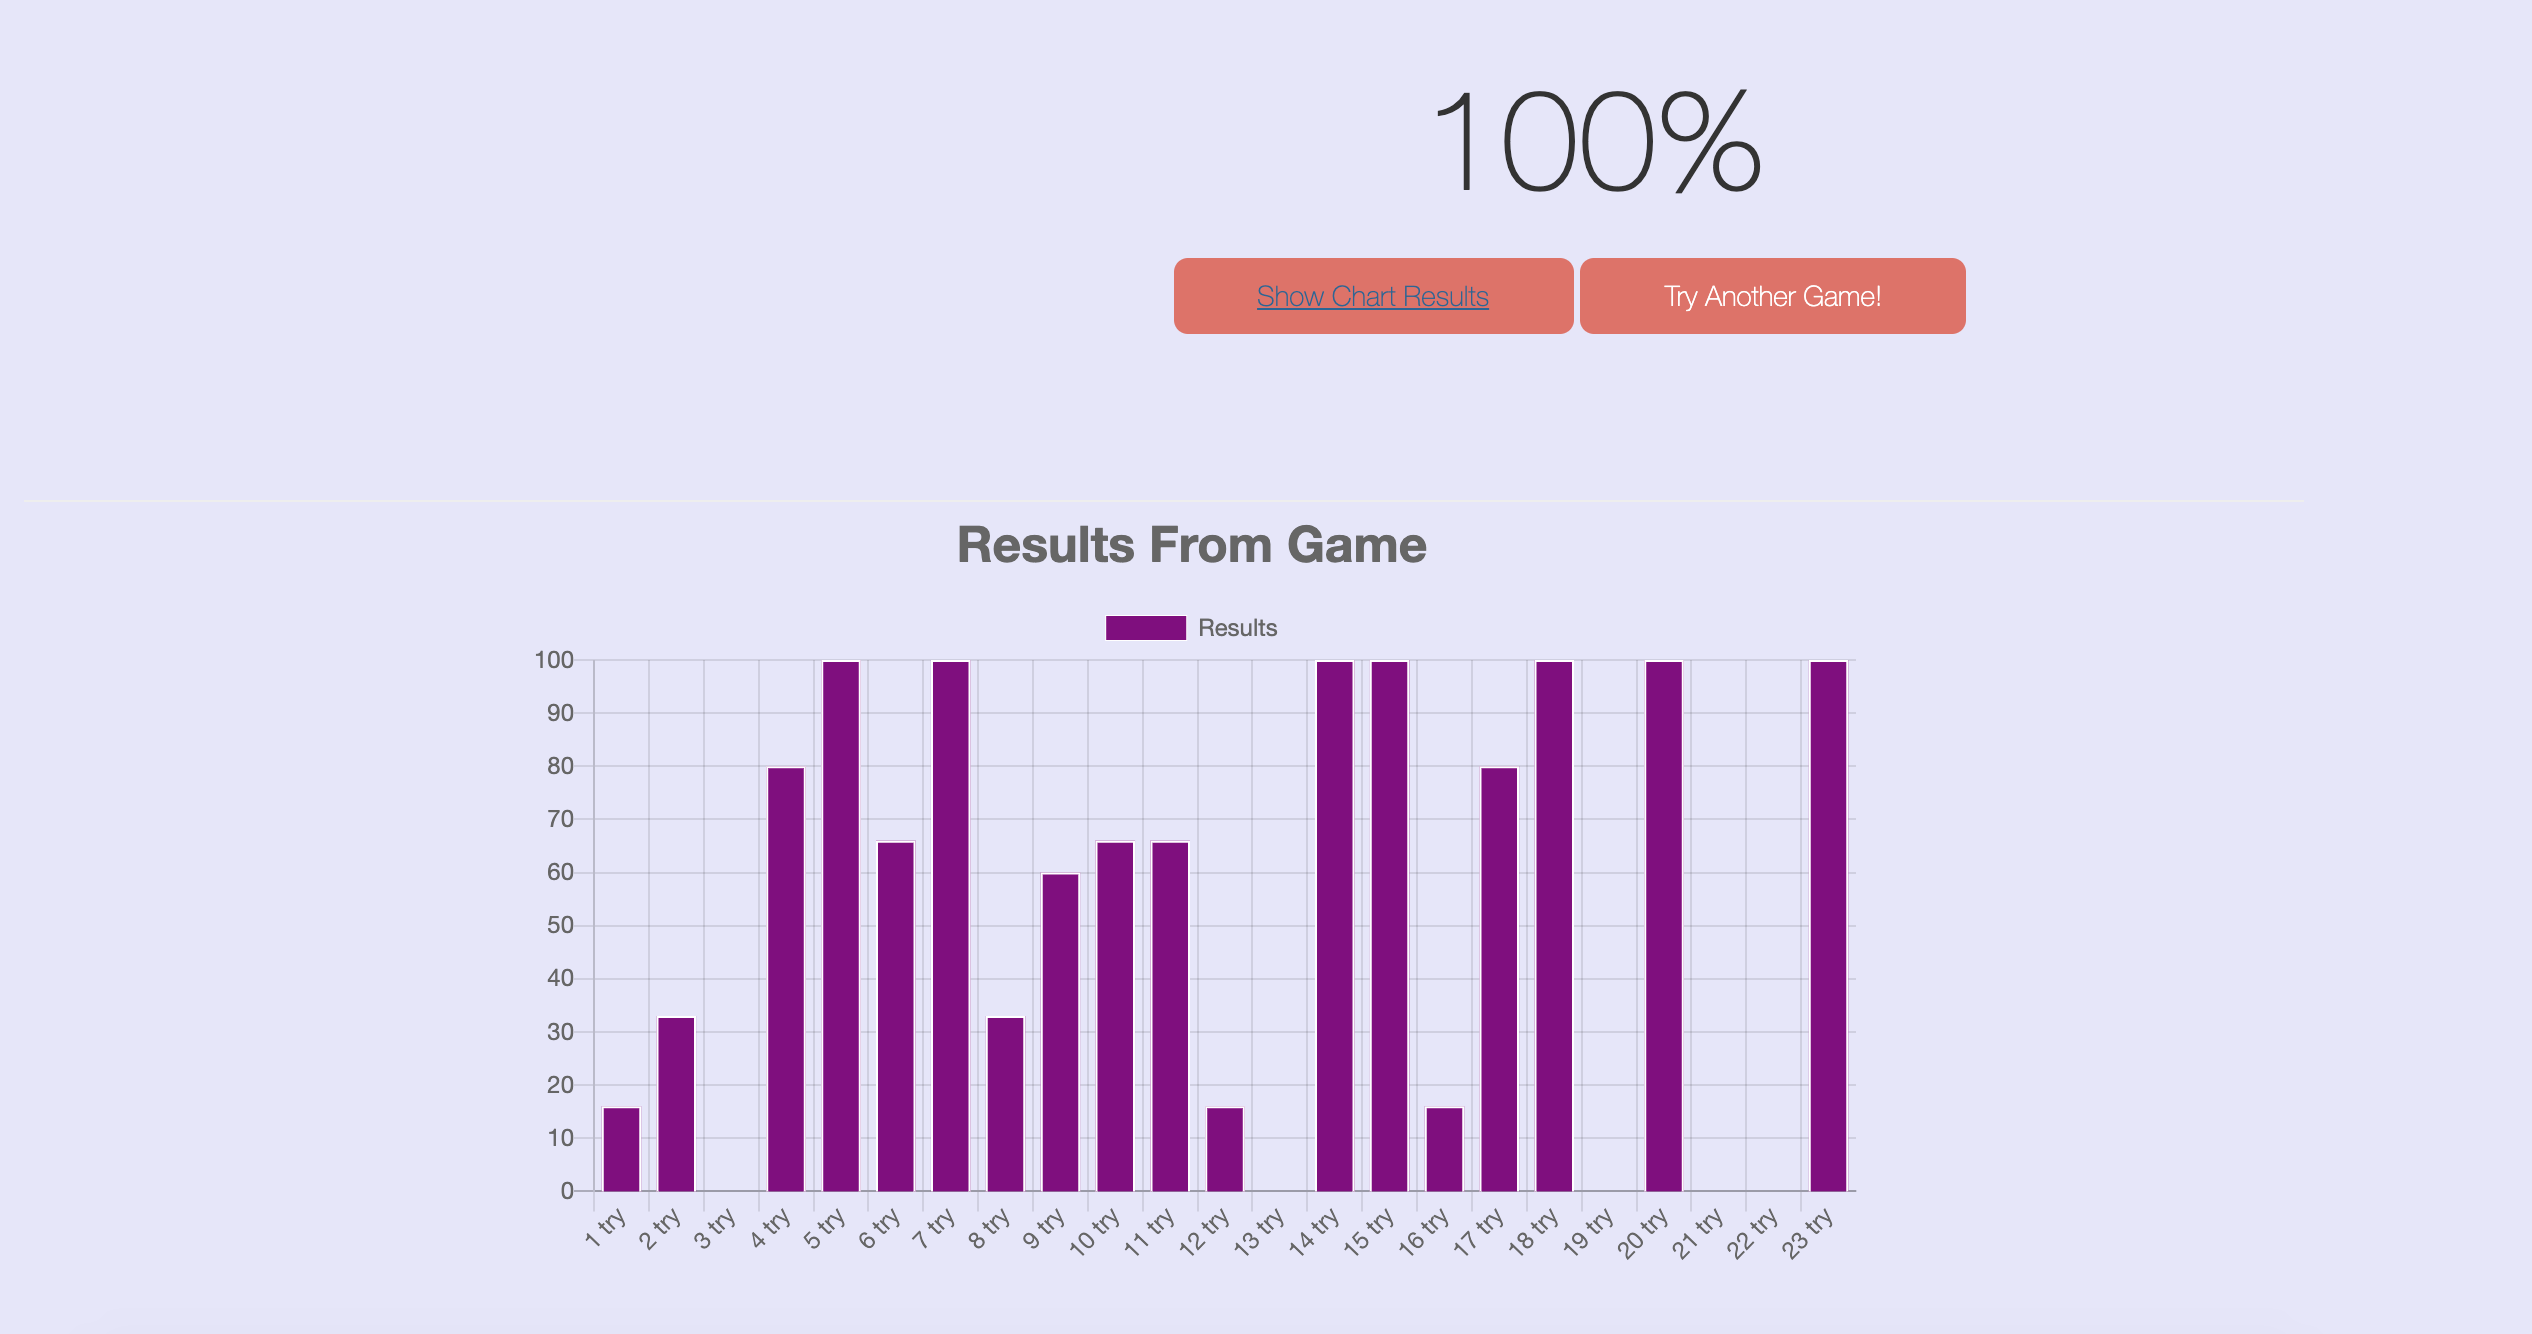 100%
Show Chart Results
Try Another Game!
Results From Game
Results
100
90
80
70
60
50
40
30
20
10
0
1 try
2 try
3 try
4 try
5 try
6 try
7 try
8 try
9 try
10 try
11 try
12 try
13 try
14 try
15 try
16 try
17 try
18 try
19 try
20 try
21 try
22 try
23 try